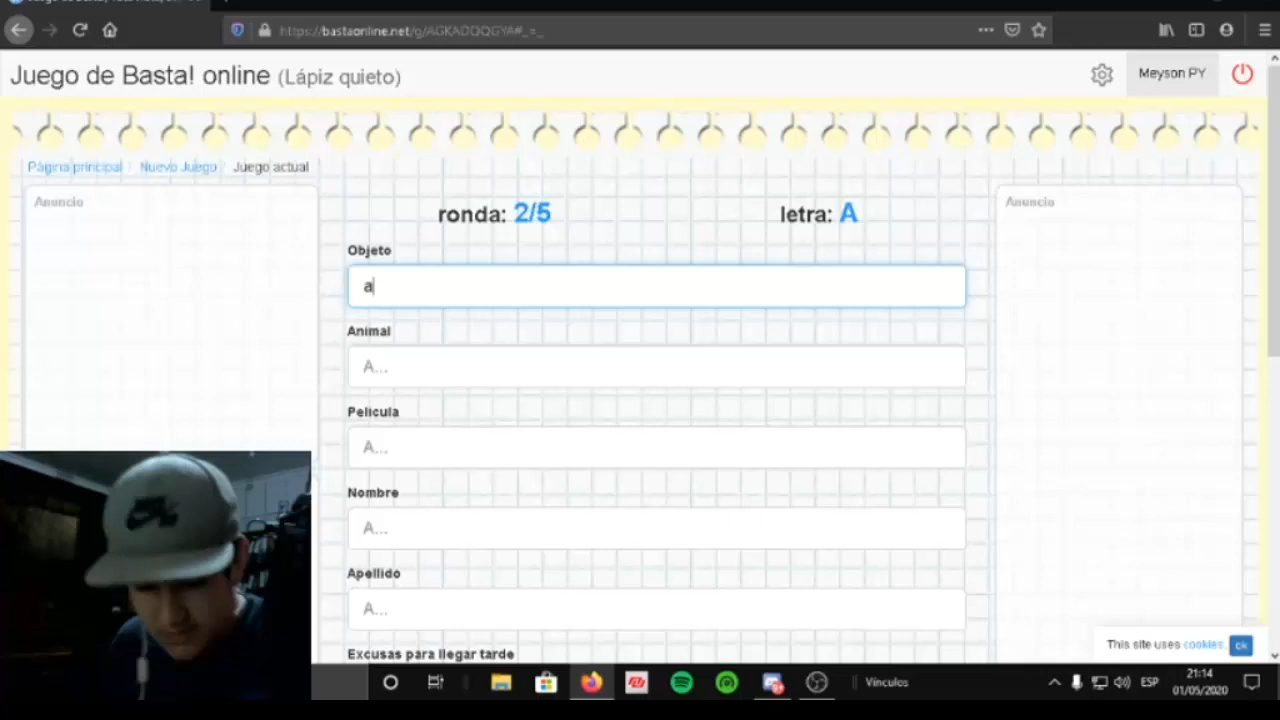 https://bastaonline.net/g/AGKADOQGYA#_=_
Juego de Basta! online (Lápiz quieto)
Meyson PY
Página principal / Nuevo Juego / Juego actual
Anuncio
Anuncio
ronda: 2/5
letra: A
Objeto
a
Animal
A...
Pelicula
A...
Nombre
A...
Apellido
A...
Excusas para llegar tarde
This site uses cookies.
ok
Vínculos
ESP
21:14
01/05/2020